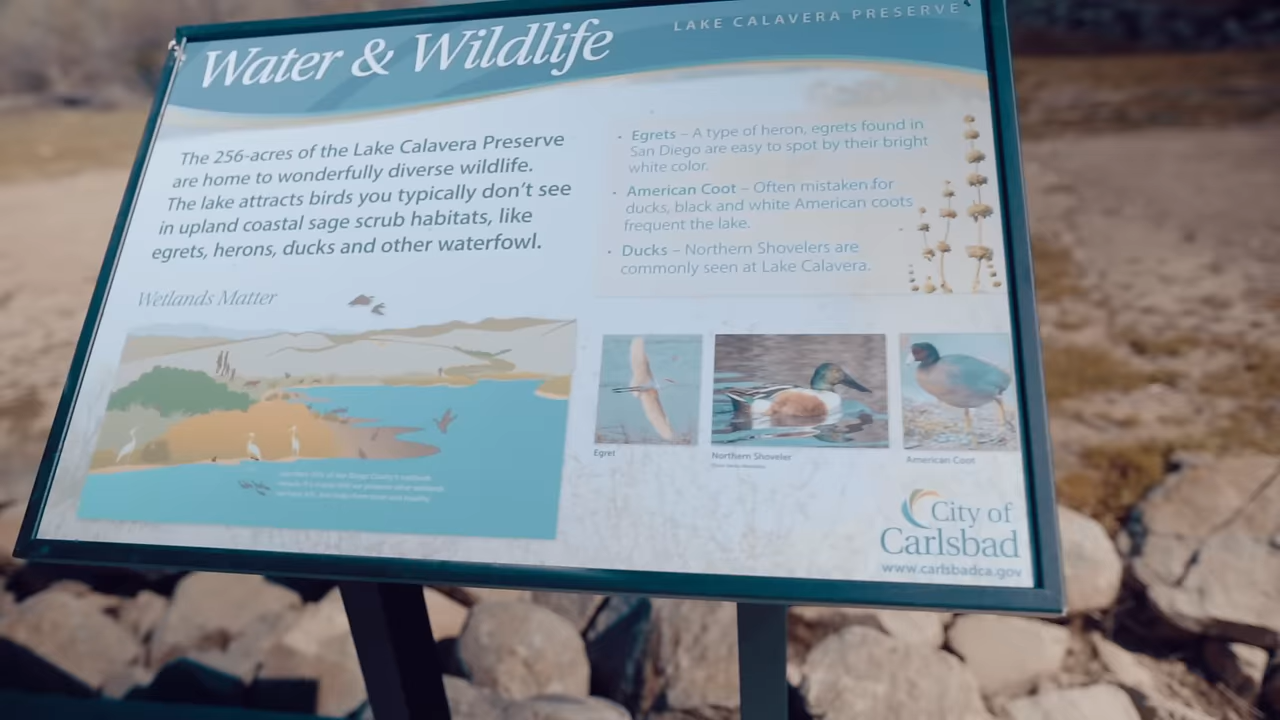 Water & Wildlife
LAKE CALAVERA PRESERVE
The 256-acres of the Lake Calavera Preserve
are home to wonderfully diverse wildlife.
The lake attracts birds you typically don't see
in upland coastal sage scrub habitats, like
egrets, herons, ducks and other waterfowl.
• Egrets – A type of heron, egrets found in
San Diego are easy to spot by their bright
white color.
• American Coot – Often mistaken for
ducks, black and white American coots
frequent the lake.
• Ducks – Northern Shovelers are
commonly seen at Lake Calavera.
Wetlands Matter
Egret
Northern Shoveler
American Coot
City of
Carlsbad
www.carlsbadca.gov